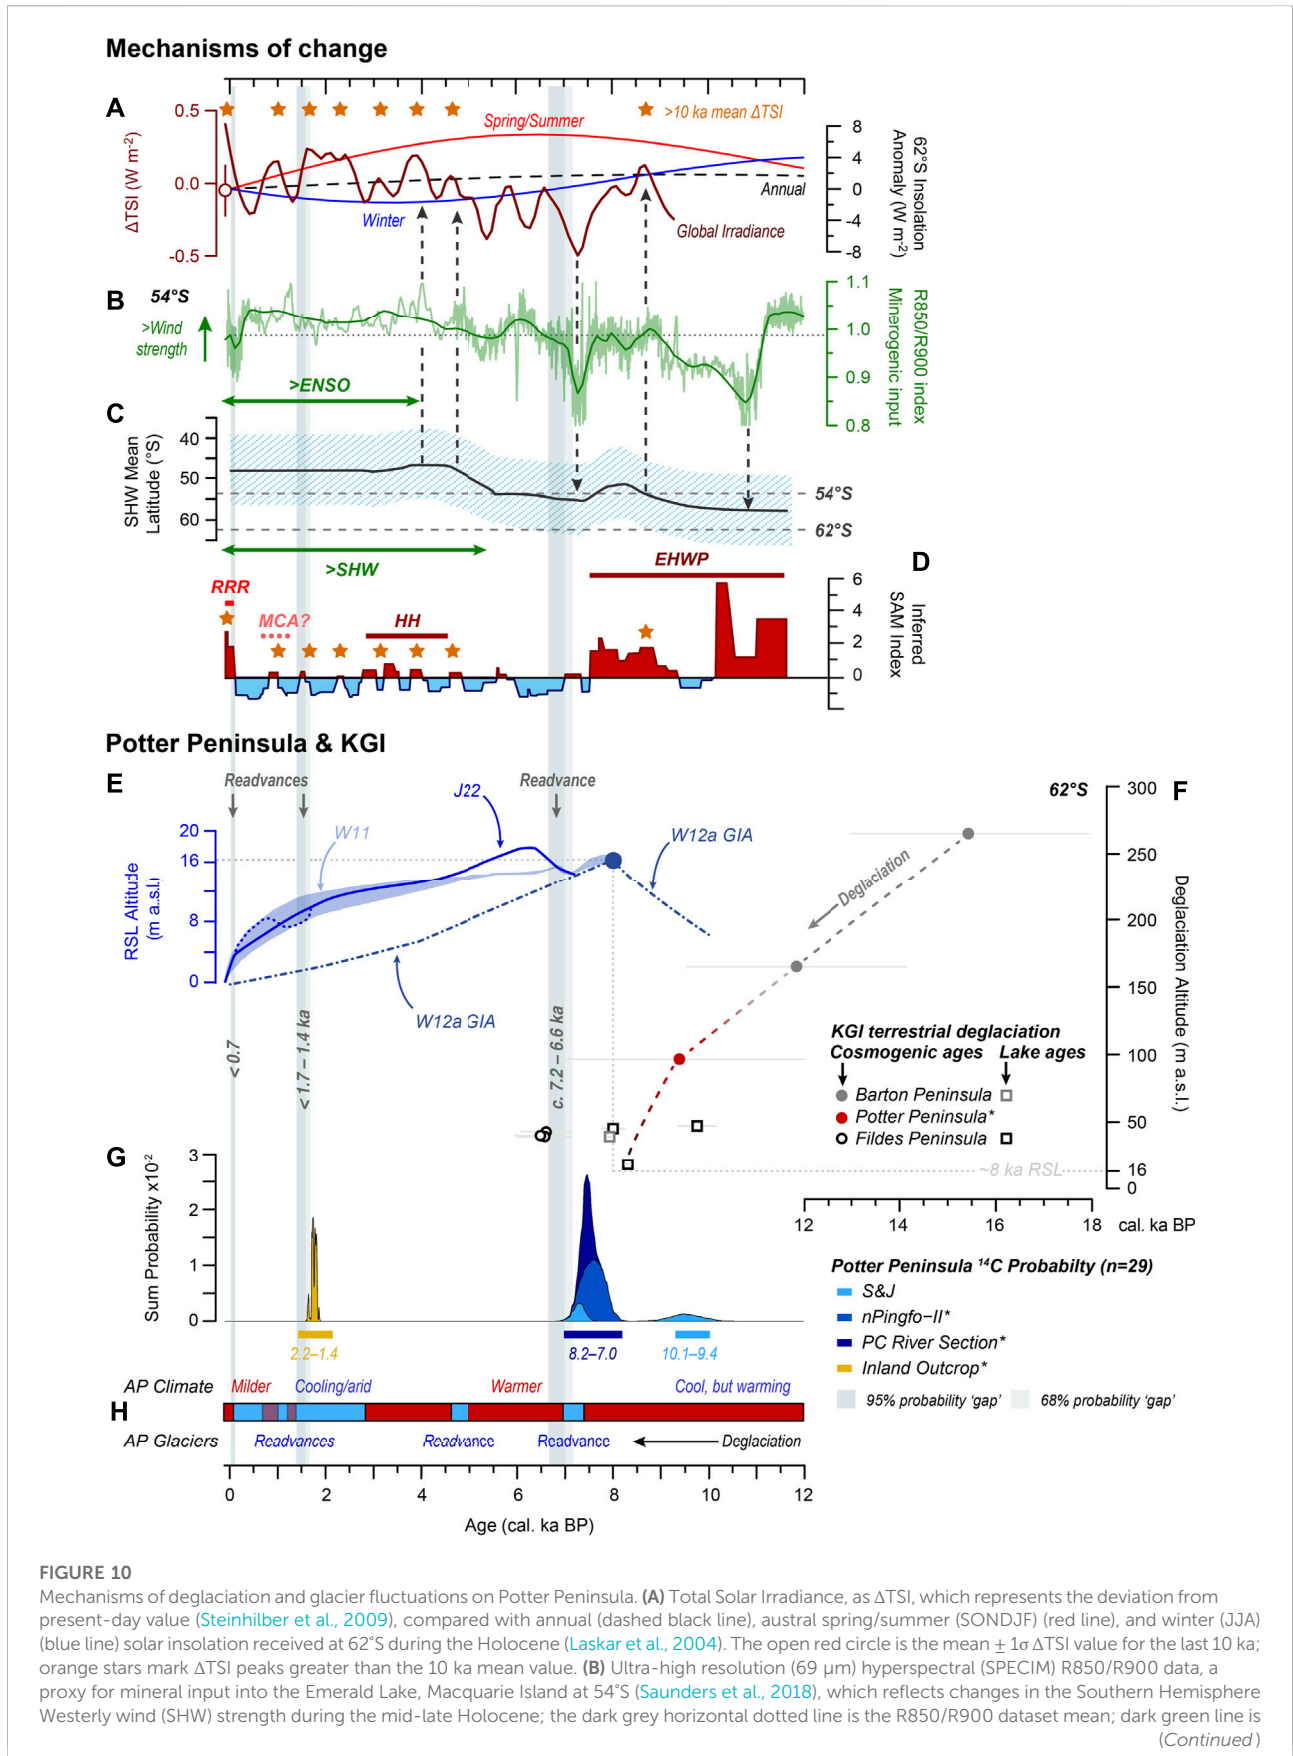 Mechanisms of change
A
0.5
0.0
-0.5
ΔTSI (W m⁻²)
>10 ka mean ΔTSI
Spring/Summer
Annual
Winter
Global Irradiance
8
4
0
-4
-8
62°S Insolation
Anomaly (W m⁻²)
B
54°S
>Wind
strength
>ENSO
1.1
1.0
0.9
0.8
R850/R900 index
Minerogenic input
C
40
50
60
SHW Mean
Latitude (°S)
54°S
62°S
>SHW
D
EHWP
RRR
MCA?
HH
6
4
2
0
Inferred
SAM Index
Potter Peninsula & KGI
E
Readvances
Readvance
J22
W11
W12a GIA
W12a GIA
20
16
8
0
RSL Altitude
(m a.s.l.)
< 0.7
< 1.7 – 1.4 ka
c. 7.2 – 6.6 ka
62°S
F
300
250
200
150
100
50
16
0
Deglaciation Altitude (m a.s.l.)
Deglaciation
KGI terrestrial deglaciation
Cosmogenic ages Lake ages
Barton Peninsula
Potter Peninsula*
Fildes Peninsula
~8 ka RSL
12 14 16 18 cal. ka BP
G
3
2
1
0
Sum Probability x10⁻²
2.2–1.4
8.2–7.0
10.1–9.4
Potter Peninsula ¹⁴C Probabilty (n=29)
S&J
nPingfo–II*
PC River Section*
Inland Outcrop*
95% probability ‘gap’ 68% probability ‘gap’
AP Climate Milder Cooling/arid Warmer Cool, but warming
H
AP Glaciers Readvances Readvance Readvance Deglaciation
0 2 4 6 8 10 12
Age (cal. ka BP)
FIGURE 10
Mechanisms of deglaciation and glacier fluctuations on Potter Peninsula. (A) Total Solar Irradiance, as ΔTSI, which represents the deviation from
present-day value (Steinhilber et al., 2009), compared with annual (dashed black line), austral spring/summer (SONDJF) (red line), and winter (JJA)
(blue line) solar insolation received at 62°S during the Holocene (Laskar et al., 2004). The open red circle is the mean ± 1σ ΔTSI value for the last 10 ka;
orange stars mark ΔTSI peaks greater than the 10 ka mean value. (B) Ultra-high resolution (69 µm) hyperspectral (SPECIM) R850/R900 data, a
proxy for mineral input into the Emerald Lake, Macquarie Island at 54°S (Saunders et al., 2018), which reflects changes in the Southern Hemisphere
Westerly wind (SHW) strength during the mid-late Holocene; the dark grey horizontal dotted line is the R850/R900 dataset mean; dark green line is
(Continued)